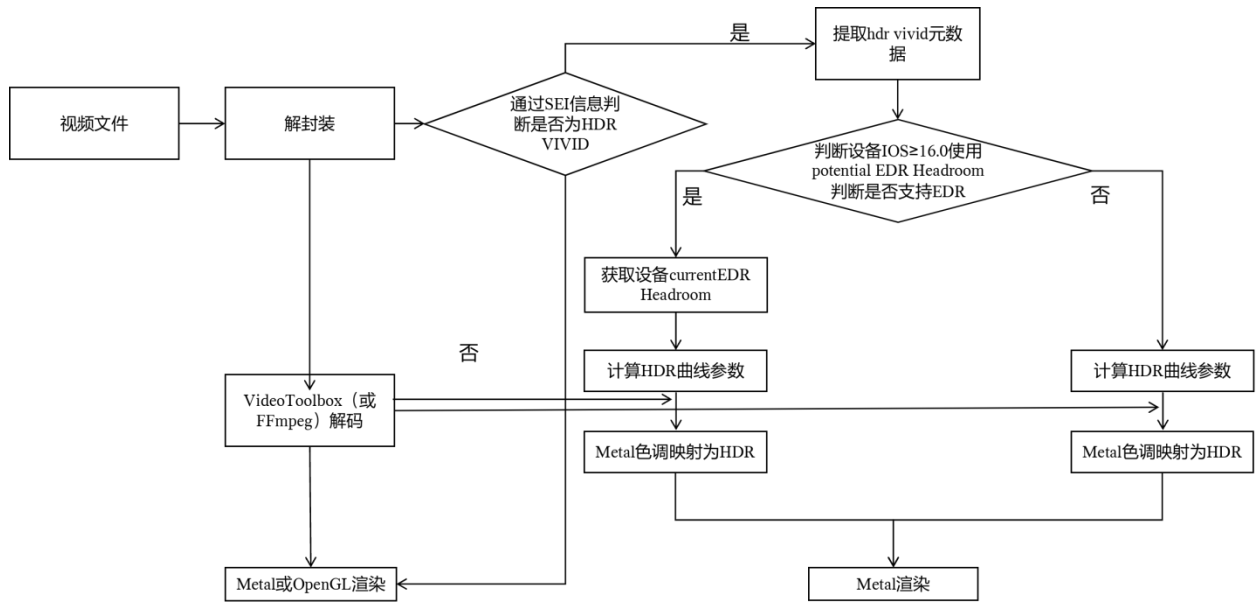 是
提取hdr vivid元数
据
视频文件
解封装
通过SEI信息判
断是否为HDR
VIVID
判断设备IOS≥16.0使用
potential EDR Headroom
判断是否支持EDR
是
否
获取设备currentEDR
Headroom
否
计算HDR曲线参数
计算HDR曲线参数
VideoToolbox（或
FFmpeg）解码
Metal色调映射为HDR
Metal色调映射为HDR
Metal或OpenGL渲染
Metal渲染